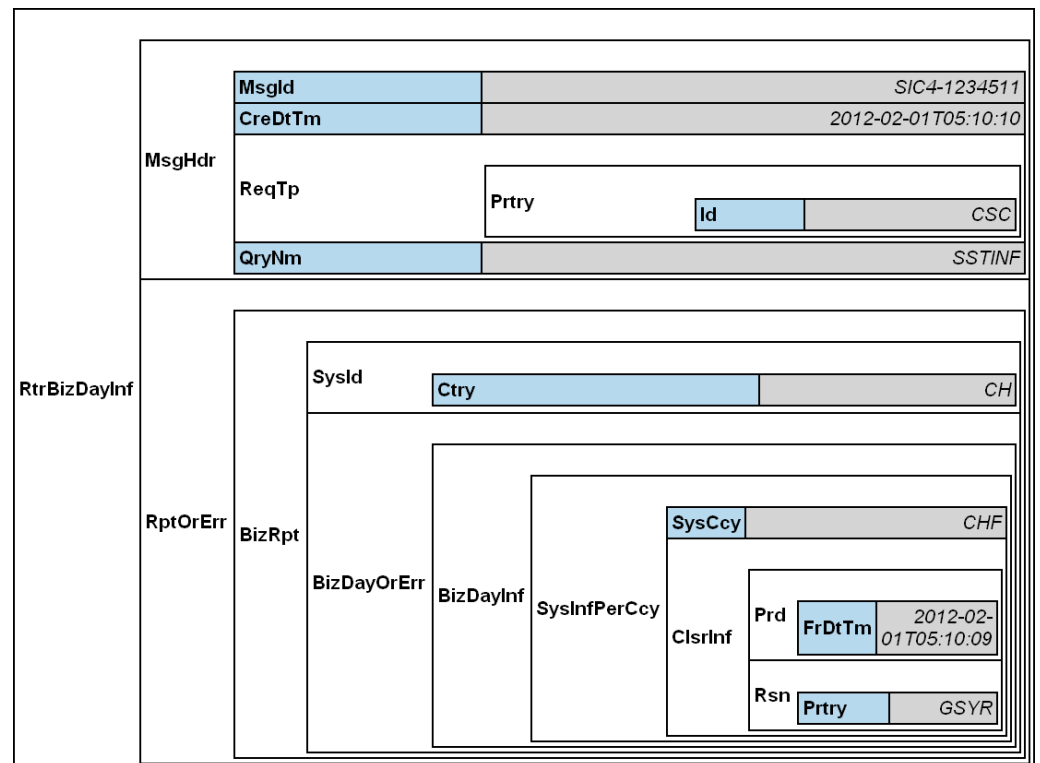 MsgId SIC4-1234511
CreDtTm 2012-02-01T05:10:10
MsgHdr
ReqTp Prtry
Id CSC
QryNm SSTINF
RtrBizDayInf
SysId
Ctry CH
RptOrErr
BizRpt
SysCcy CHF
BizDayOrErr
BizDayInf
SysInfPerCcy
ClsrInf
Prd
FrDtTm 2012-02-
01T05:10:09
Rsn
Prtry GSYR